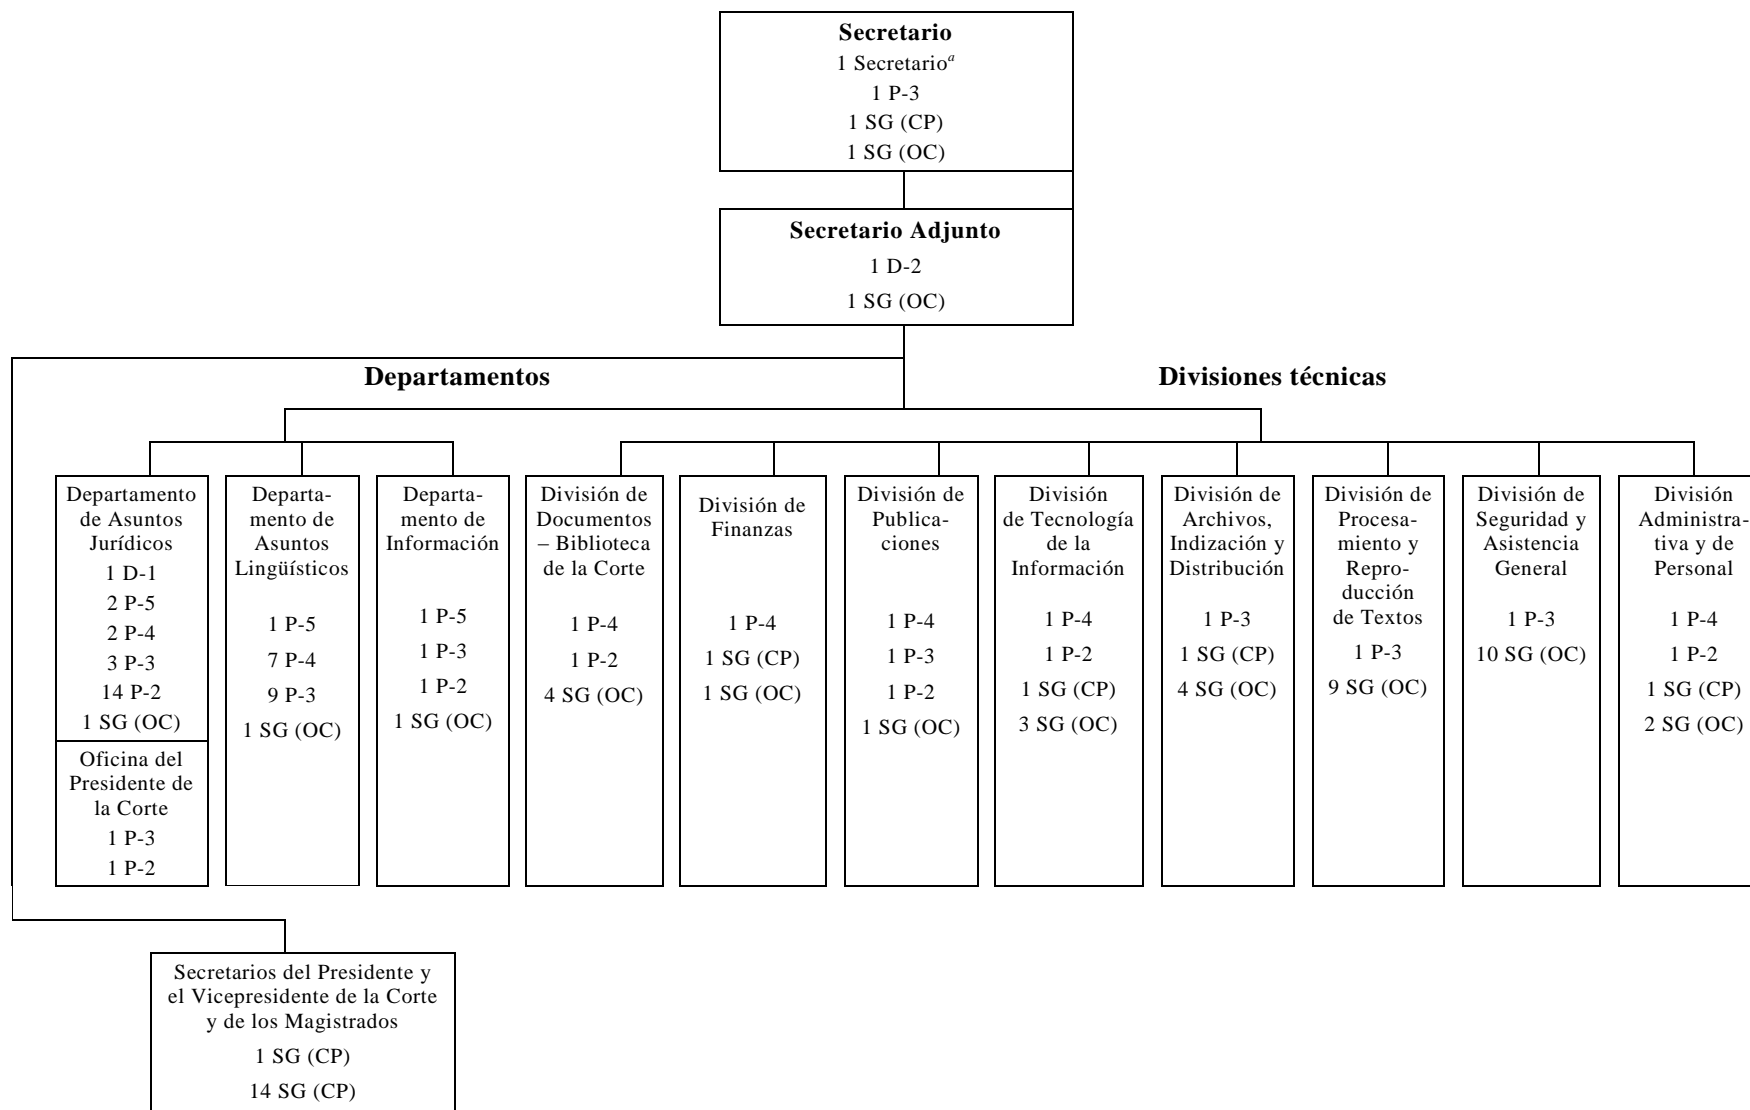 Secretario
1 Secretarioª
1 P-3
1 SG (CP)
1 SG (OC)
Secretario Adjunto
1 D-2
1 SG (OC)
Departamentos
Divisiones técnicas
Departamento
de Asuntos
Jurídicos
1 D-1
2 P-5
2 P-4
3 P-3
14 P-2
1 SG (OC)
Oficina del
Presidente de
la Corte
1 P-3
1 P-2
Departa-
mento de
Asuntos
Lingüísticos
1 P-5
7 P-4
9 P-3
1 SG (OC)
Departa-
mento de
Información
1 P-5
1 P-3
1 P-2
1 SG (OC)
División de
Documentos
– Biblioteca
de la Corte
1 P-4
1 P-2
4 SG (OC)
División de
Finanzas
1 P-4
1 SG (CP)
1 SG (OC)
División de
Publica-
ciones
1 P-4
1 P-3
1 P-2
1 SG (OC)
División
de Tecnología
de la
Información
1 P-4
1 P-2
1 SG (CP)
3 SG (OC)
División de
Archivos,
Indización y
Distribución
1 P-3
1 SG (CP)
4 SG (OC)
División de
Procesa-
miento y
Repro-
ducción
de Textos
1 P-3
9 SG (OC)
División de
Seguridad y
Asistencia
General
1 P-3
10 SG (OC)
División
Administra-
tiva y de
Personal
1 P-4
1 P-2
1 SG (CP)
2 SG (OC)
Secretarios del Presidente y
el Vicepresidente de la Corte
y de los Magistrados
1 SG (CP)
14 SG (CP)